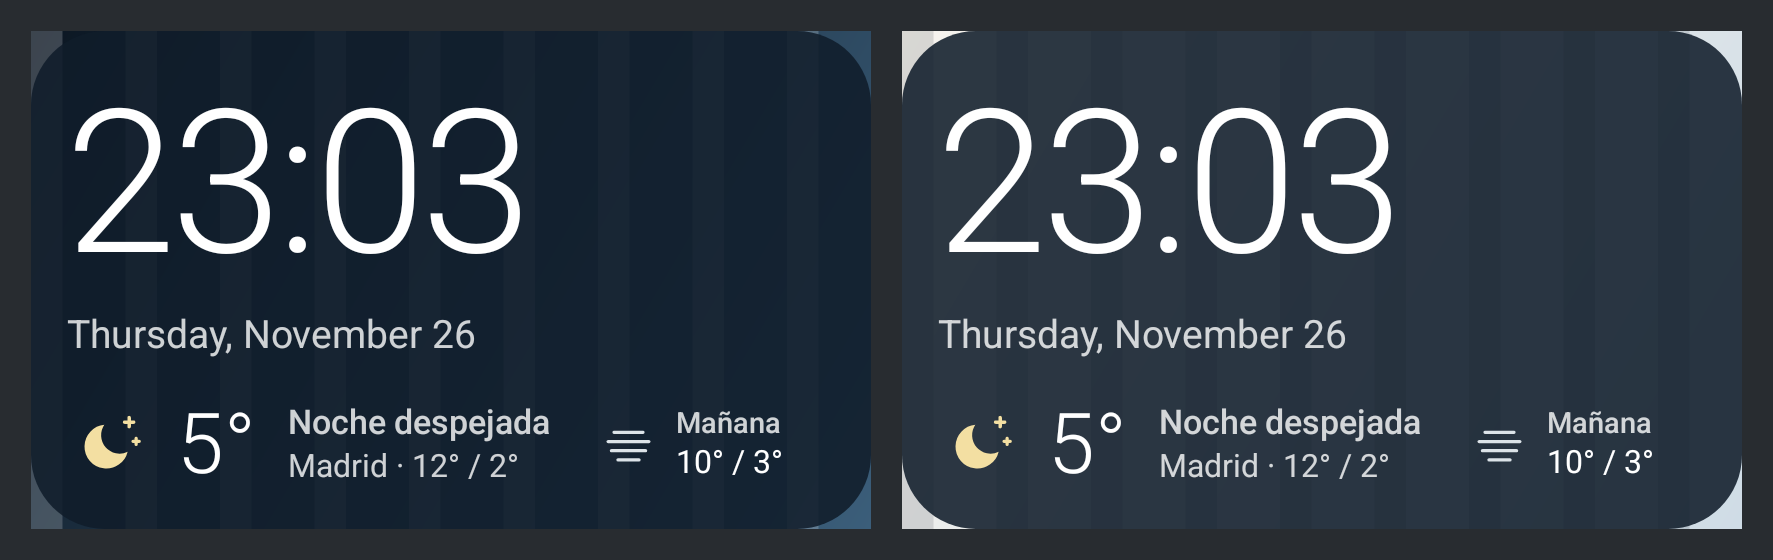 23:03
Thursday, November 26
5°
Noche despejada
Madrid · 12° / 2°
Mañana
10° / 3°
23:03
Thursday, November 26
5°
Noche despejada
Madrid · 12° / 2°
Mañana
10° / 3°